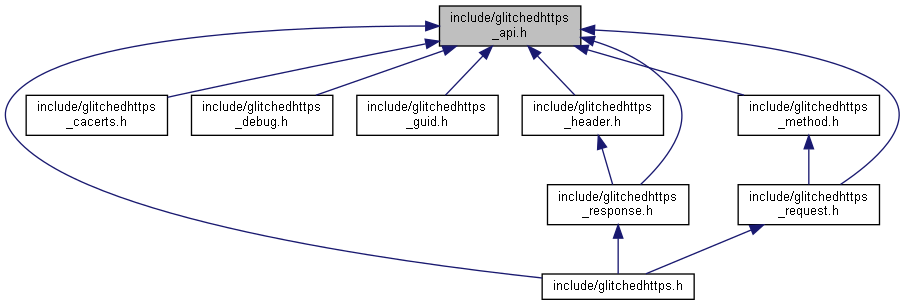 include/glitchedhttps
_api.h
include/glitchedhttps
_cacerts.h
include/glitchedhttps
_debug.h
include/glitchedhttps
_guid.h
include/glitchedhttps
_header.h
include/glitchedhttps
_method.h
include/glitchedhttps
_response.h
include/glitchedhttps
_request.h
include/glitchedhttps.h